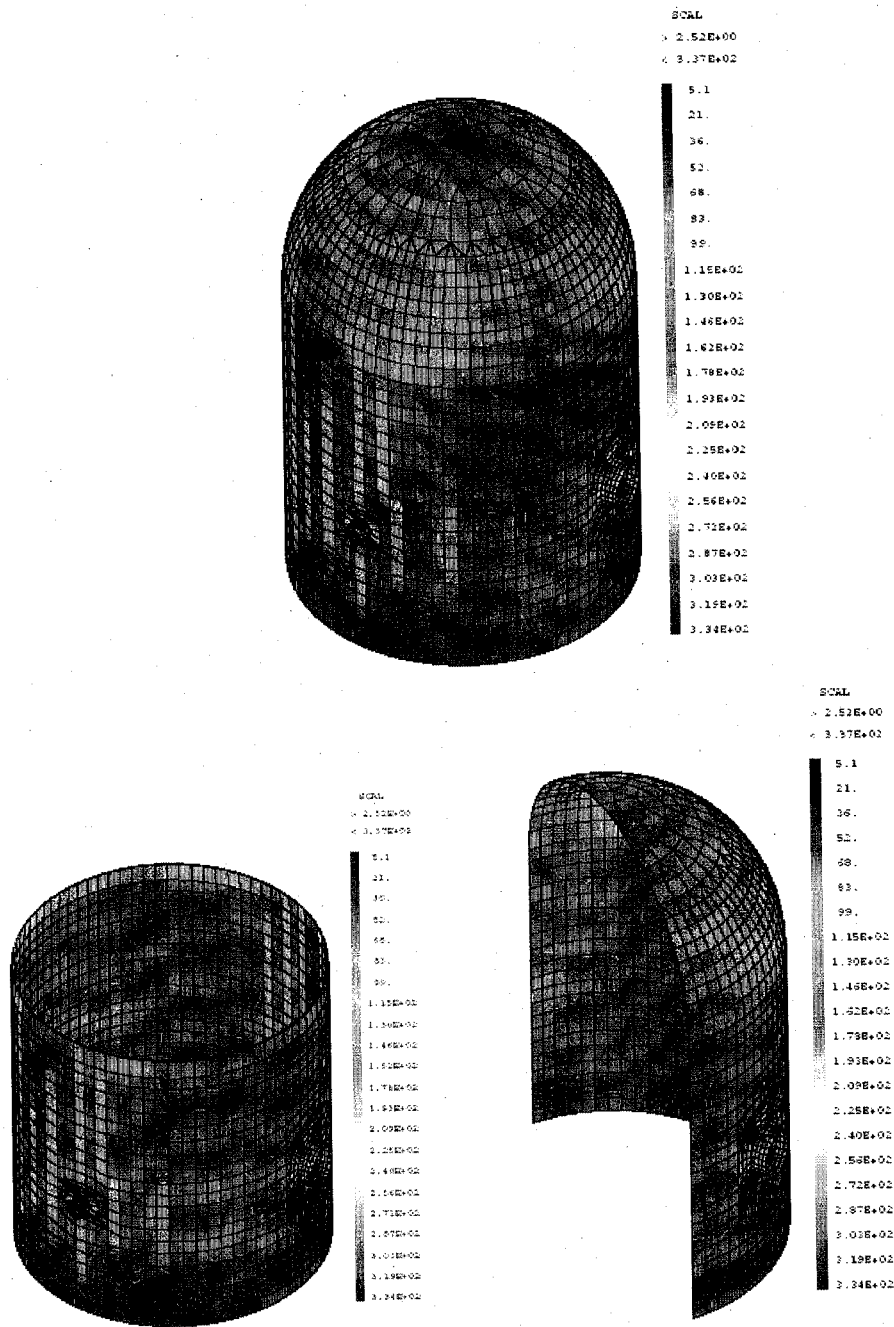 SCAL
> 2.52E+00
< 3.37E+02
5.1
21.
36.
52.
68.
83.
99.
1.15E+02
1.30E+02
1.46E+02
1.62E+02
1.78E+02
1.93E+02
2.09E+02
2.25E+02
2.40E+02
2.56E+02
2.72E+02
2.87E+02
3.03E+02
3.19E+02
3.34E+02
SCAL
> 2.52E+00
< 3.37E+02
5.1
21.
36.
52.
68.
83.
99.
1.15E+02
1.30E+02
1.46E+02
1.62E+02
1.78E+02
1.93E+02
2.09E+02
2.25E+02
2.40E+02
2.56E+02
2.72E+02
2.87E+02
3.03E+02
3.19E+02
3.34E+02
SCAL
> 2.52E+00
< 3.37E+02
5.1
21.
36.
52.
68.
83.
99.
1.15E+02
1.30E+02
1.46E+02
1.62E+02
1.78E+02
1.93E+02
2.09E+02
2.25E+02
2.40E+02
2.56E+02
2.72E+02
2.87E+02
3.03E+02
3.19E+02
3.34E+02